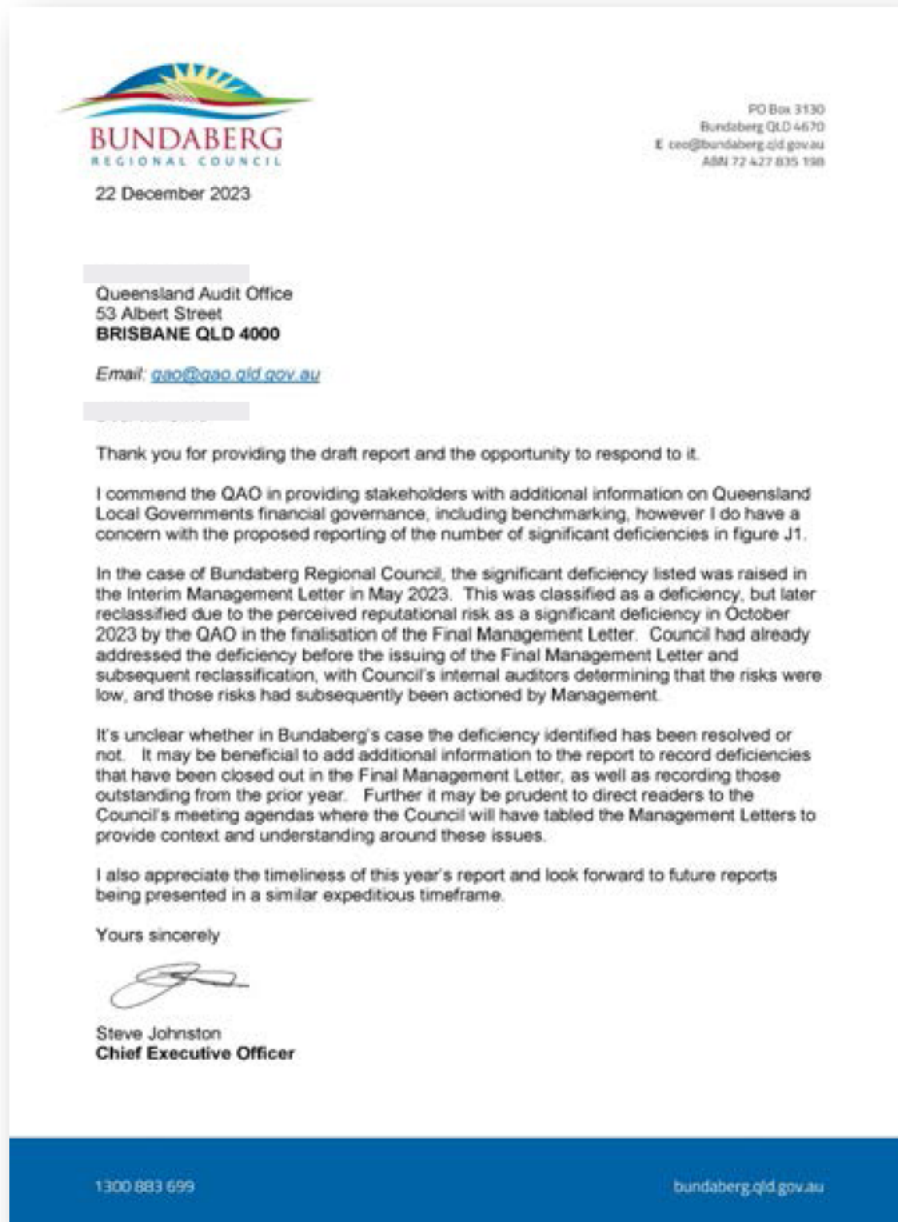 BUNDABERG
REGIONAL COUNCIL
PO Box 3130
Bundaberg QLD 4670
E ceo@bundaberg.qld.gov.au
ABN 72 427 835 198
22 December 2023
Queensland Audit Office
53 Albert Street
BRISBANE QLD 4000
Email: qao@qao.qld.gov.au
Thank you for providing the draft report and the opportunity to respond to it.
I commend the QAO in providing stakeholders with additional information on Queensland
Local Governments financial governance, including benchmarking, however I do have a
concern with the proposed reporting of the number of significant deficiencies in figure J1.
In the case of Bundaberg Regional Council, the significant deficiency listed was raised in
the Interim Management Letter in May 2023.  This was classified as a deficiency, but later
reclassified due to the perceived reputational risk as a significant deficiency in October
2023 by the QAO in the finalisation of the Final Management Letter.  Council had already
addressed the deficiency before the issuing of the Final Management Letter and
subsequent reclassification, with Council's internal auditors determining that the risks were
low, and those risks had subsequently been actioned by Management.
It's unclear whether in Bundaberg's case the deficiency identified has been resolved or
not.   It may be beneficial to add additional information to the report to record deficiencies
that have been closed out in the Final Management Letter, as well as recording those
outstanding from the prior year.   Further it may be prudent to direct readers to the
Council's meeting agendas where the Council will have tabled the Management Letters to
provide context and understanding around these issues.
I also appreciate the timeliness of this year's report and look forward to future reports
being presented in a similar expeditious timeframe.
Yours sincerely
Steve Johnston
Chief Executive Officer
1300 883 699
bundaberg.qld.gov.au